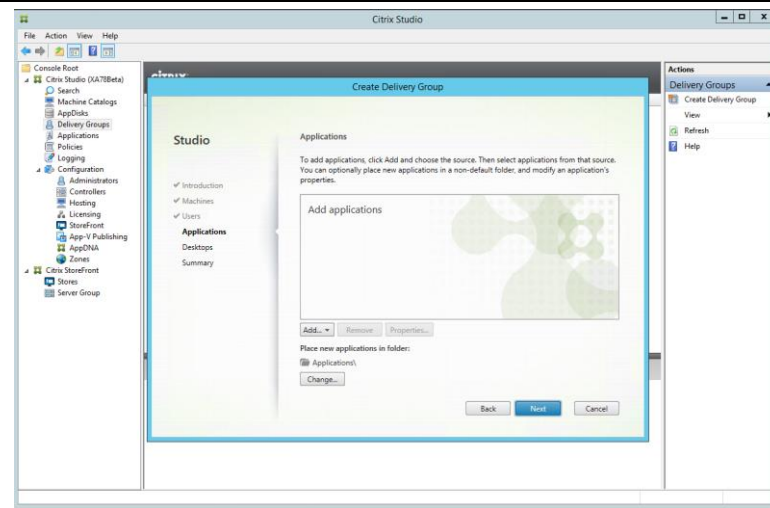 Citrix Studio
File Action View Help
Console Root
Citrix Studio (XA78Beta)
Search
Machine Catalogs
AppDisks
Delivery Groups
Applications
Policies
Logging
Configuration
Administrators
Controllers
Hosting
Licensing
StoreFront
App-V Publishing
AppDNA
Zones
Citrix StoreFront
Stores
Server Group
Create Delivery Group
Studio
Introduction
Machines
Users
Applications
Desktops
Summary
Applications
To add applications, click Add and choose the source. Then select applications from that source.
You can optionally place new applications in a non-default folder, and modify an application's
properties.
Add applications
Add...
Remove
Properties...
Place new applications in folder:
Applications\
Change...
Back
Next
Cancel
Actions
Delivery Groups
Create Delivery Group
View
Refresh
Help